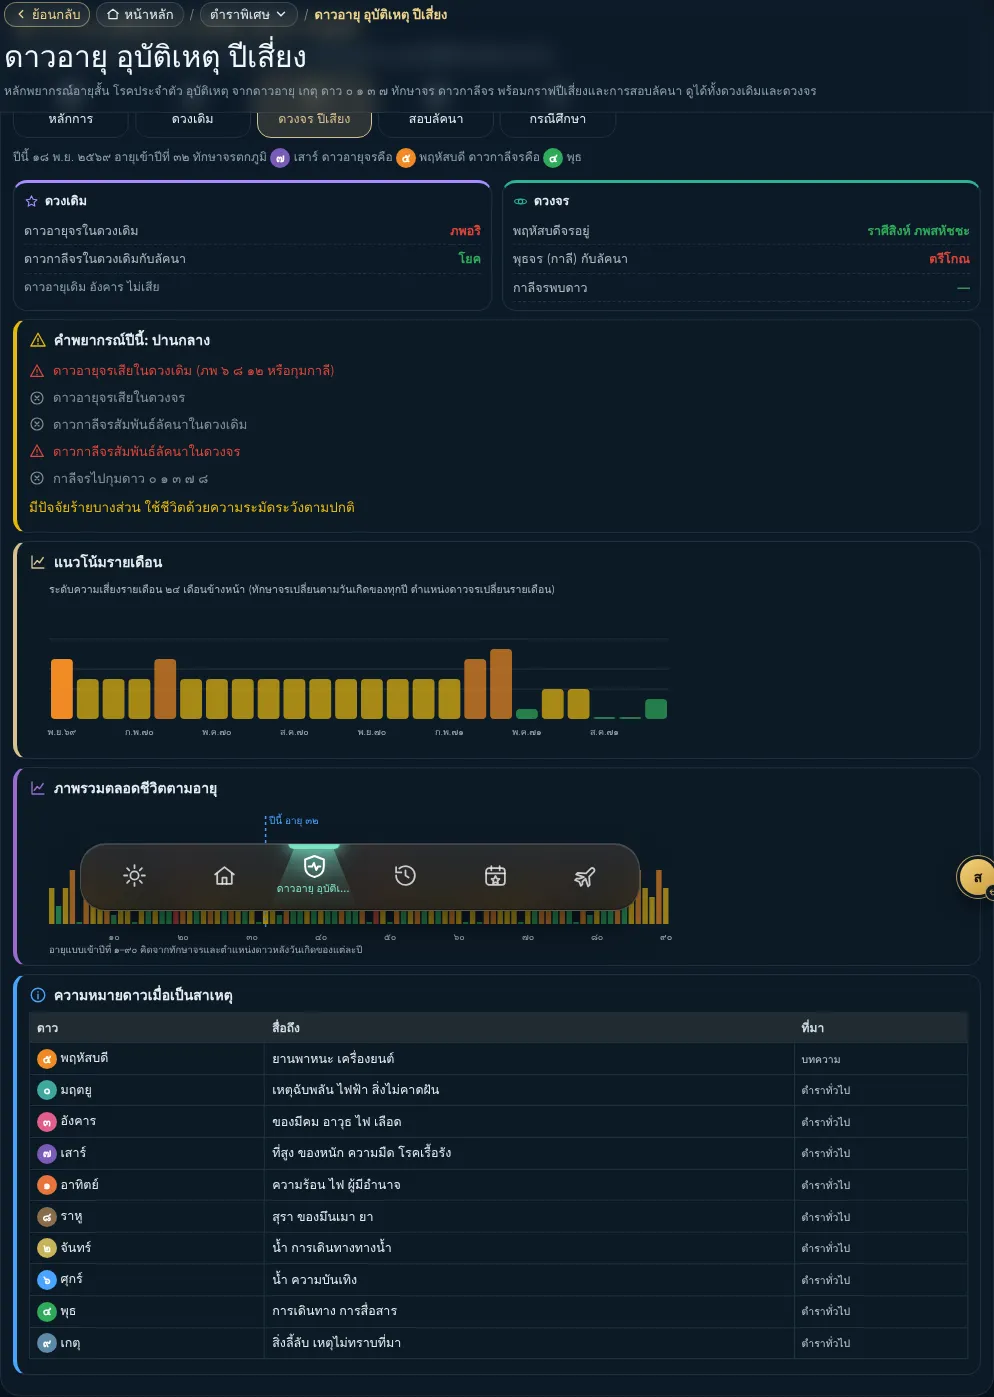 ย้อนกลับ หน้าหลัก / ตำราพิเศษ / ดาวอายุ อุบัติเหตุ ปีเสี่ยง
ดาวอายุ อุบัติเหตุ ปีเสี่ยง
หลักพยากรณ์อายุสั้น โรคประจำตัว อุบัติเหตุ จากดาวอายุ เกตุ ดาว ๐ ๑ ๓ ๗ ทักษาจร ดาวกาลีจร พร้อมกราฟปีเสี่ยงและการสอบลัคนา ดูได้ทั้งดวงเดิมและดวงจร
หลักการ ดวงเดิม ดวงจร ปีเสี่ยง สอบลัคนา กรณีศึกษา
ปีนี้ ๑๘ พ.ย. ๒๕๖๙ อายุเข้าปีที่ ๓๒ ทักษาจรตกภูมิ ๗ เสาร์ ดาวอายุจรคือ ๕ พฤหัสบดี ดาวกาลีจรคือ ๔ พุธ
ดวงเดิม
ดาวอายุจรในดวงเดิม ภพอริ
ดาวกาลีจรในดวงเดิมกับลัคนา โยค
ดาวอายุเดิม อังคาร ไม่เสีย
ดวงจร
พฤหัสบดีจรอยู่ ราศีสิงห์ ภพสหัชชะ
พุธจร (กาลี) กับลัคนา ตรีโกณ
กาลีจรพบดาว —
คำพยากรณ์ปีนี้: ปานกลาง
ดาวอายุจรเสียในดวงเดิม (ภพ ๖ ๘ ๑๒ หรือกุมกาลี)
ดาวอายุจรเสียในดวงจร
ดาวกาลีจรสัมพันธ์ลัคนาในดวงเดิม
ดาวกาลีจรสัมพันธ์ลัคนาในดวงจร
กาลีจรไปกุมดาว ๐ ๑ ๓ ๗ ๘
มีปัจจัยร้ายบางส่วน ใช้ชีวิตด้วยความระมัดระวังตามปกติ
แนวโน้มรายเดือน
ระดับความเสี่ยงรายเดือน ๒๔ เดือนข้างหน้า (ทักษาจรเปลี่ยนตามวันเกิดของทุกปี ตำแหน่งดาวจรเปลี่ยนรายเดือน)
พ.ย.๖๙ ก.พ.๗๐ พ.ค.๗๐ ส.ค.๗๐ พ.ย.๗๐ ก.พ.๗๑ พ.ค.๗๑ ส.ค.๗๑
ภาพรวมตลอดชีวิตตามอายุ
ปีนี้ อายุ ๓๒
ดาวอายุ อุบัติ...
ส
๑๐ ๒๐ ๓๐ ๔๐ ๕๐ ๖๐ ๗๐ ๘๐ ๙๐
อายุแบบเข้าปีที่ ๑–๙๐ คิดจากทักษาจรและตำแหน่งดาวหลังวันเกิดของแต่ละปี
ความหมายดาวเมื่อเป็นสาเหตุ
ดาว สื่อถึง ที่มา
๕ พฤหัสบดี ยานพาหนะ เครื่องยนต์ บทความ
๐ มฤตยู เหตุฉับพลัน ไฟฟ้า สิ่งไม่คาดฝัน ตำราทั่วไป
๓ อังคาร ของมีคม อาวุธ ไฟ เลือด ตำราทั่วไป
๗ เสาร์ ที่สูง ของหนัก ความมืด โรคเรื้อรัง ตำราทั่วไป
๑ อาทิตย์ ความร้อน ไฟ ผู้มีอำนาจ ตำราทั่วไป
๘ ราหู สุรา ของมึนเมา ยา ตำราทั่วไป
๒ จันทร์ น้ำ การเดินทางทางน้ำ ตำราทั่วไป
๖ ศุกร์ น้ำ ความบันเทิง ตำราทั่วไป
๔ พุธ การเดินทาง การสื่อสาร ตำราทั่วไป
๙ เกตุ สิ่งลี้ลับ เหตุไม่ทราบที่มา ตำราทั่วไป